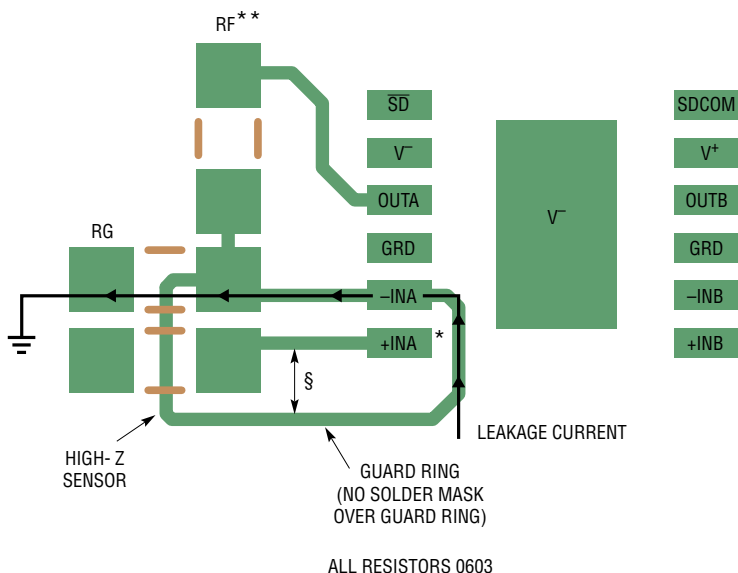 RF**
SD
SDCOM
V⁻
V⁺
OUTA
V⁻
OUTB
RG
GRD
GRD
–INA
–INB
+INA
*
+INB
§
LEAKAGE CURRENT
HIGH- Z
SENSOR
GUARD RING
(NO SOLDER MASK
OVER GUARD RING)
ALL RESISTORS 0603